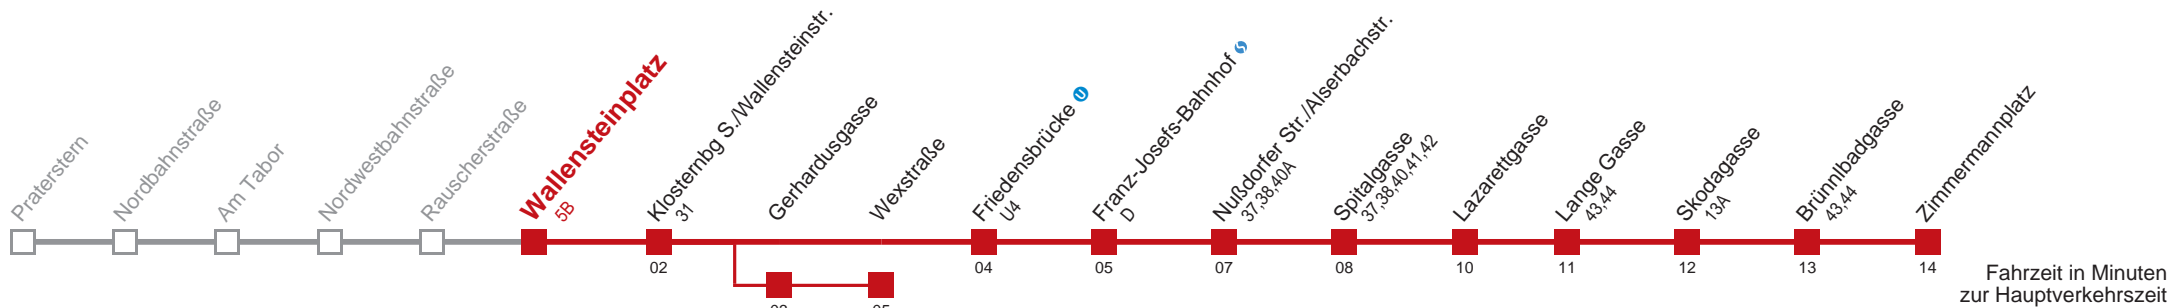 Praterstern
Nordbahnstraße
Am Tabor
Nordwestbahnstraße
Rauscherstraße
Wallensteinplatz
5B
Klosternbg S./Wallensteinstr.
31
Gerhardusgasse
Wexstraße
Friedensbrücke U
U4
Franz-Josefs-Bahnhof S
D
Nußdorfer Str./Alserbachstr.
37,38,40A
Spitalgasse
37,38,40,41,42
Lazarettgasse
Lange Gasse
43,44
Skodagasse
13A
Brünnlbadgasse
43,44
Zimmermannplatz
02
04
05
07
08
10
11
12
13
14
Fahrzeit in Minuten
zur Hauptverkehrszeit